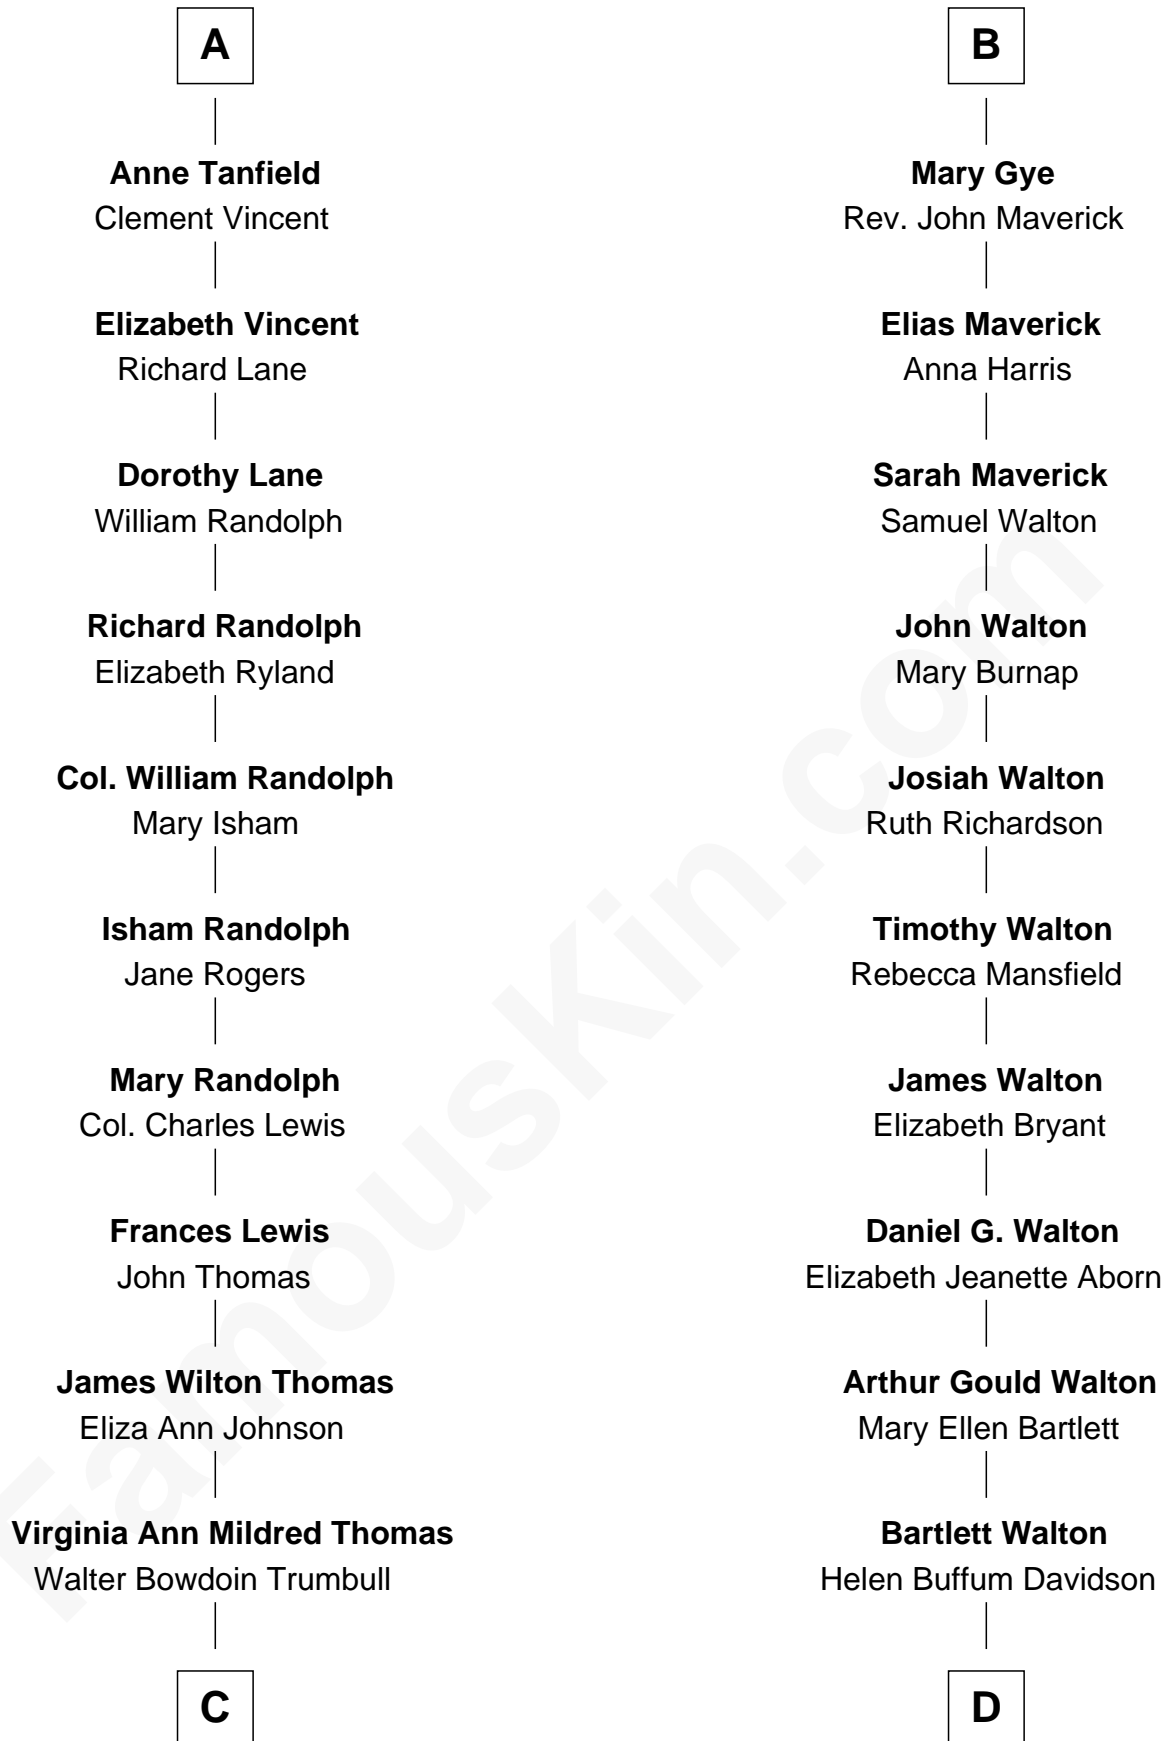 A
Anne Tanfield
Clement Vincent
Elizabeth Vincent
Richard Lane
Dorothy Lane
William Randolph
Richard Randolph
Elizabeth Ryland
Col. William Randolph
Mary Isham
Isham Randolph
Jane Rogers
Mary Randolph
Col. Charles Lewis
Frances Lewis
John Thomas
James Wilton Thomas
Eliza Ann Johnson
Virginia Ann Mildred Thomas
Walter Bowdoin Trumbull
C
B
Mary Gye
Rev. John Maverick
Elias Maverick
Anna Harris
Sarah Maverick
Samuel Walton
John Walton
Mary Burnap
Josiah Walton
Ruth Richardson
Timothy Walton
Rebecca Mansfield
James Walton
Elizabeth Bryant
Daniel G. Walton
Elizabeth Jeanette Aborn
Arthur Gould Walton
Mary Ellen Bartlett
Bartlett Walton
Helen Buffum Davidson
D
FamousKin.com